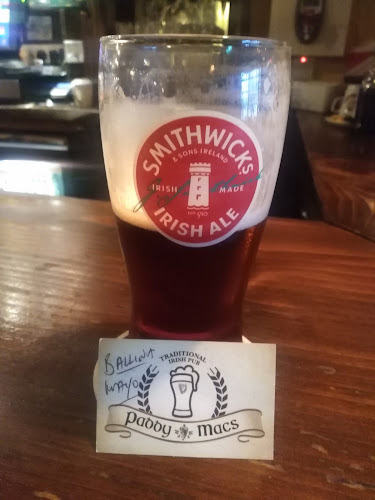 SMITHWICKS
& SONS IRELAND
IRISH MADE
IRISH ALE
BALLINA
MAYO
TRADITIONAL
IRISH PUB
Paddy Macs